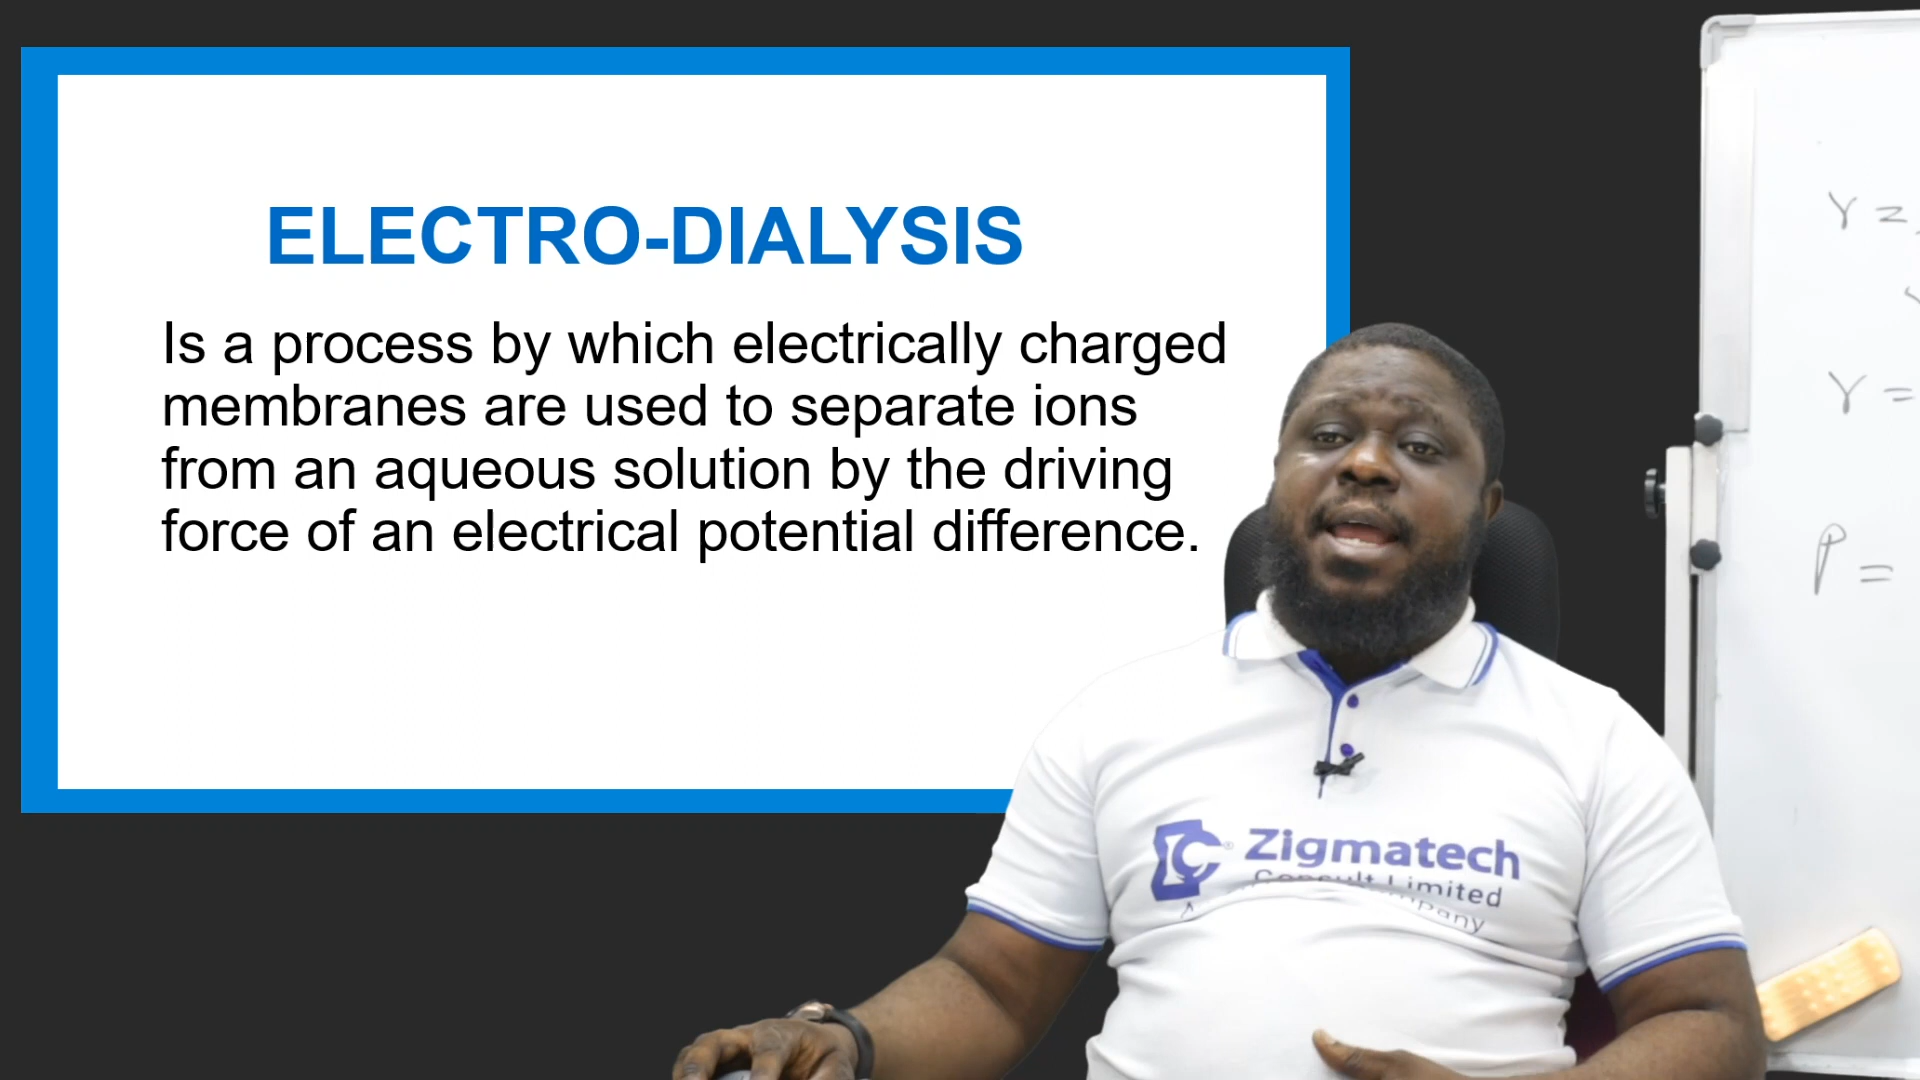 ELECTRO-DIALYSIS
Is a process by which electrically charged
membranes are used to separate ions
from an aqueous solution by the driving
force of an electrical potential difference.
Y =
Y =
P =
Zigmatech
Consult Limited